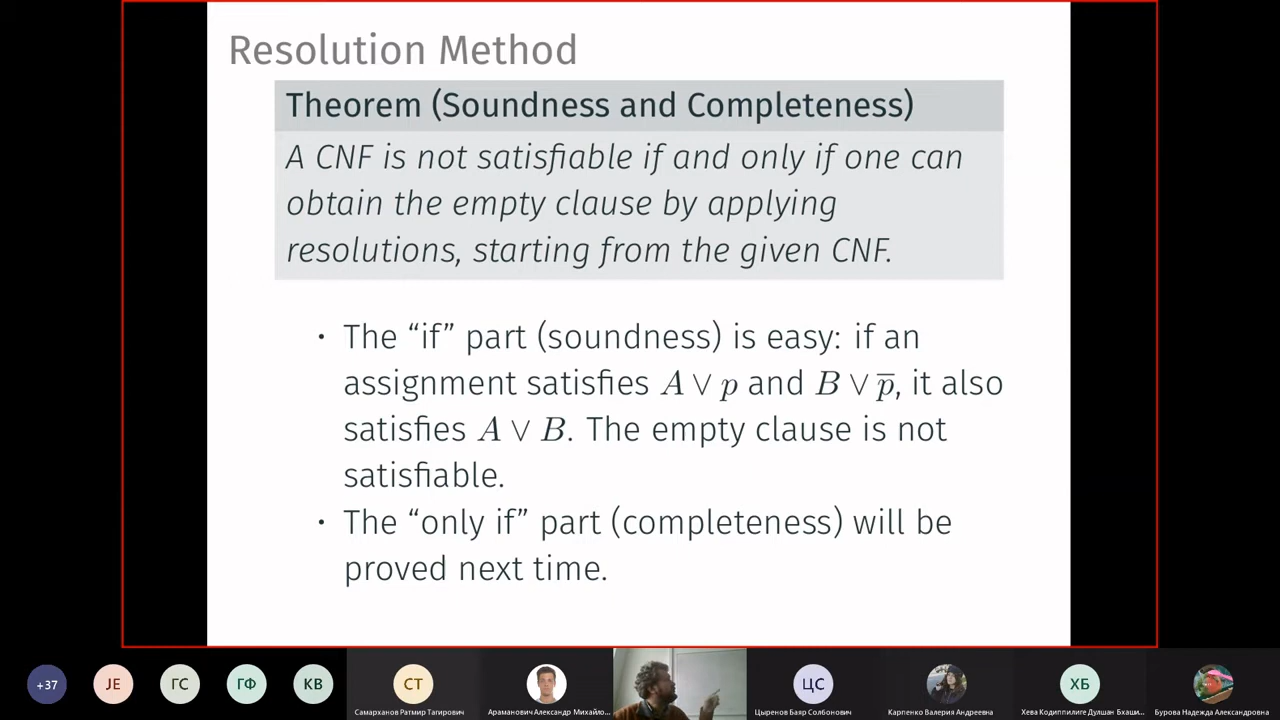 Resolution Method
Theorem (Soundness and Completeness)
A CNF is not satisfiable if and only if one can
obtain the empty clause by applying
resolutions, starting from the given CNF.
• The “if” part (soundness) is easy: if an
assignment satisfies A ∨ p and B ∨ p̅, it also
satisfies A ∨ B. The empty clause is not
satisfiable.
• The “only if” part (completeness) will be
proved next time.
+37
JE
ГС
ГФ
КВ
СТ
ЦС
ХБ
Самарханов Ратмир Тагирович
Араманович Александр Михайло...
Цыренов Баяр Солбонович
Карпенко Валерия Андреевна
Хева Кодиппилиге Дулшан Бхаши...
Бурова Надежда Александровна